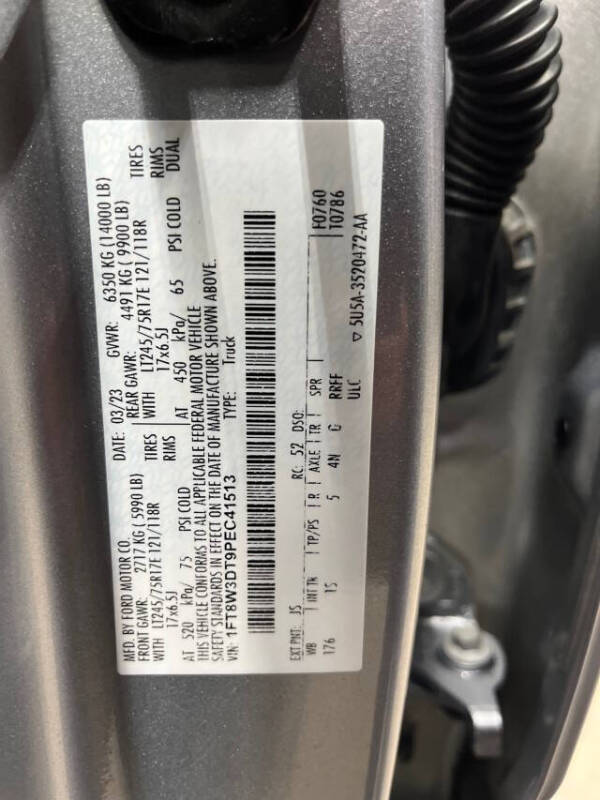 MFD. BY FORD MOTOR CO. DATE: 03/23 GVWR: 6350 KG (14000 LB)
FRONT GAWR: 2717 KG ( 5990 LB) REAR GAWR: 4491 KG ( 9900 LB)
WITH LT245/75R17E 121/118R TIRES WITH LT245/75R17E 121/118R TIRES
17x6.5J RIMS 17x6.5J RIMS
AT 520 kPa/ 75 PSI COLD AT 450 kPa/ 65 PSI COLD DUAL
THIS VEHICLE CONFORMS TO ALL APPLICABLE FEDERAL MOTOR VEHICLE
SAFETY STANDARDS IN EFFECT ON THE DATE OF MANUFACTURE SHOWN ABOVE.
VIN: 1FT8W3DT9PEC41513 TYPE: Truck
F0760
T0786
EXT PNT: JS RC: 52 DSO:
WB INT TR TP/PS R AXLE TR SPR
176 1S 5 4N G RRFF
ULC
▽ 5U5A-3520472-AA